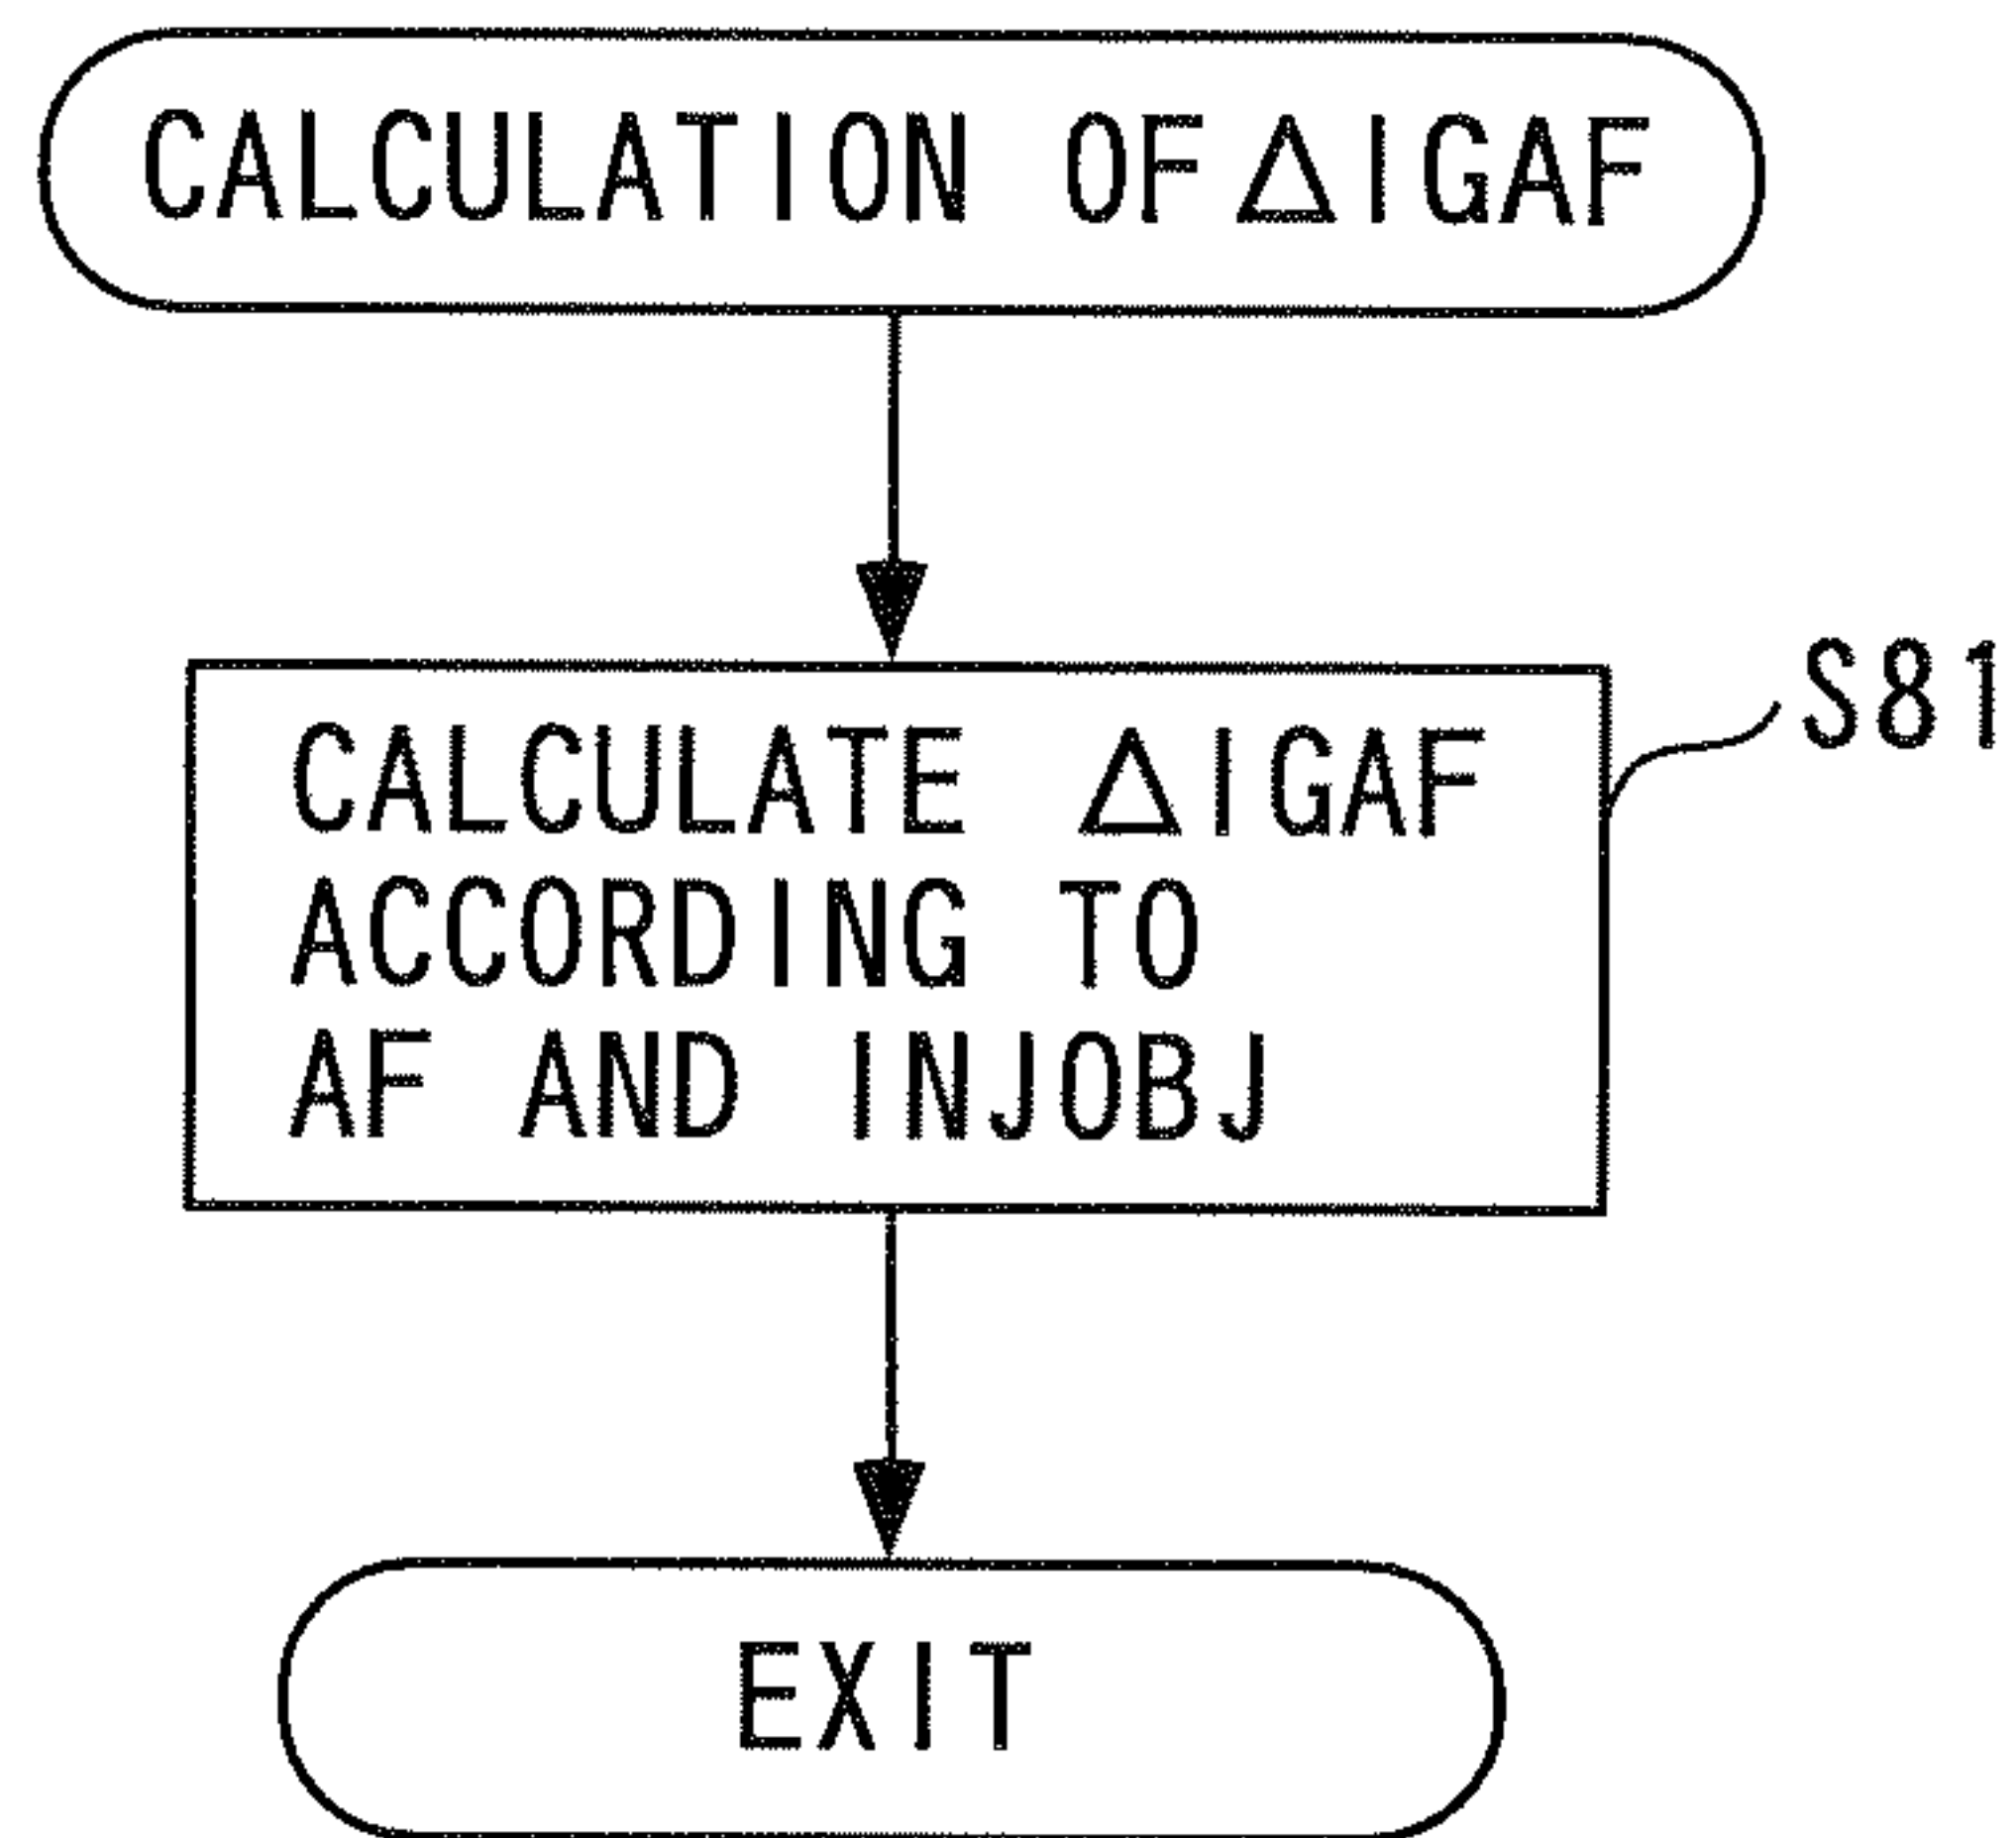 CALCULATION OF ΔIGAF
S81
CALCULATE ΔIGAF
ACCORDING TO
AF AND INJOBJ
EXIT